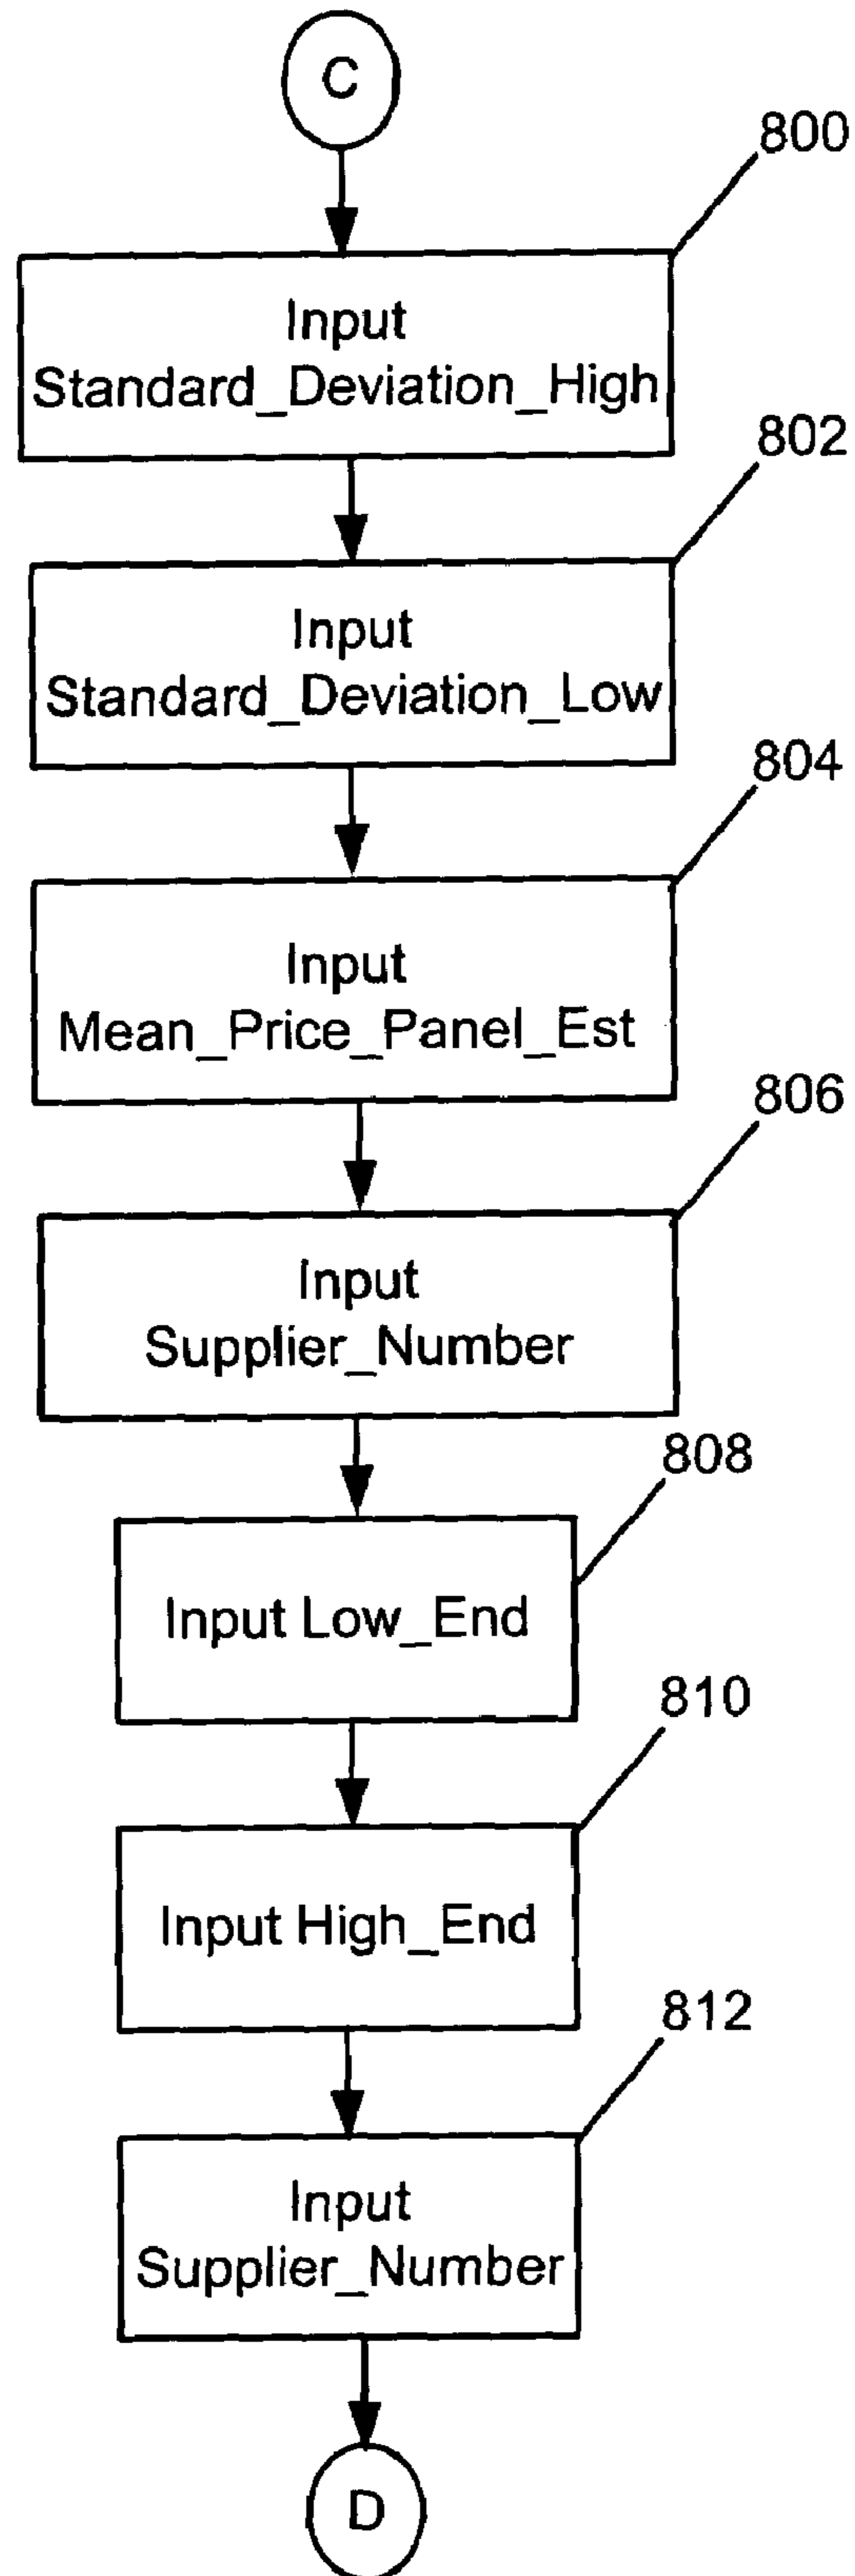 C
800
Input
Standard_Deviation_High
802
Input
Standard_Deviation_Low
804
Input
Mean_Price_Panel_Est
806
Input
Supplier_Number
808
Input Low_End
810
Input High_End
812
Input
Supplier_Number
D